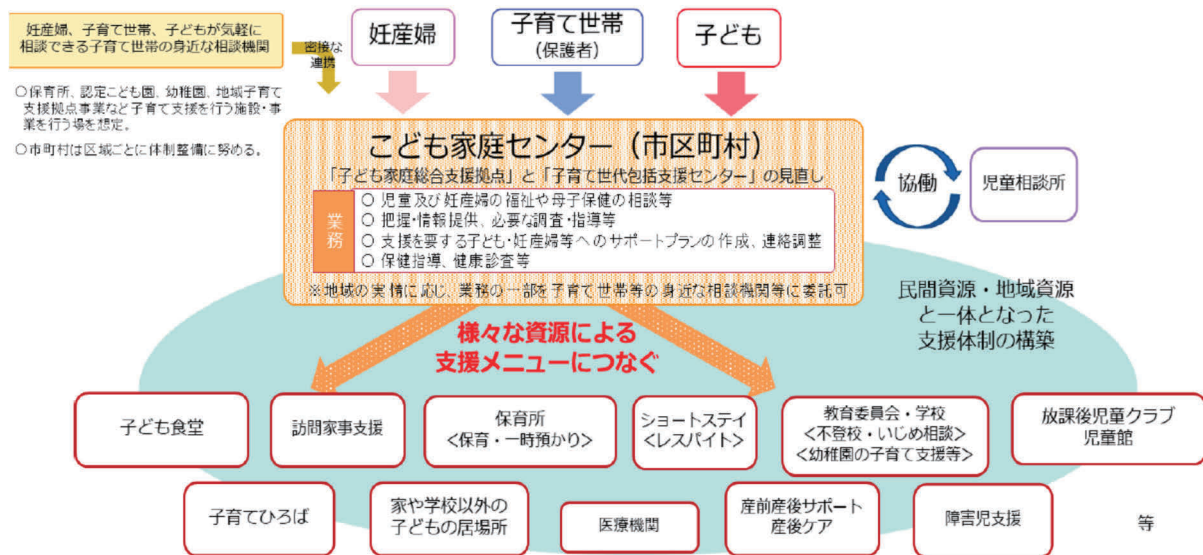 妊産婦、子育て世帯、子どもが気軽に
相談できる子育て世帯の身近な相談機関
密接な
連携
妊産婦
子育て世帯
(保護者)
子ども
○保育所、認定こども園、幼稚園、地域子育て
支援拠点事業など子育て支援を行う施設・事
業を行う場を想定。
○市町村は区域ごとに体制整備に努める。
こども家庭センター(市区町村)
「子ども家庭総合支援拠点」と「子育て世代包括支援センター」の見直し
業務
○ 児童及び妊産婦の福祉や母子保健の相談等
○ 把握・情報提供、必要な調査・指導等
○ 支援を要する子ども・妊産婦等へのサポートプランの作成、連絡調整
○ 保健指導、健康診査等
※地域の実情に応じ、業務の一部を子育て世帯等の身近な相談機関等に委託可
協働
児童相談所
民間資源・地域資源
と一体となった
支援体制の構築
様々な資源による
支援メニューにつなぐ
子ども食堂
訪問家事支援
保育所
<保育・一時預かり>
ショートステイ
<レスパイト>
教育委員会・学校
<不登校・いじめ相談>
<幼稚園の子育て支援等>
放課後児童クラブ
児童館
子育てひろば
家や学校以外の
子どもの居場所
医療機関
産前産後サポート
産後ケア
障害児支援
等